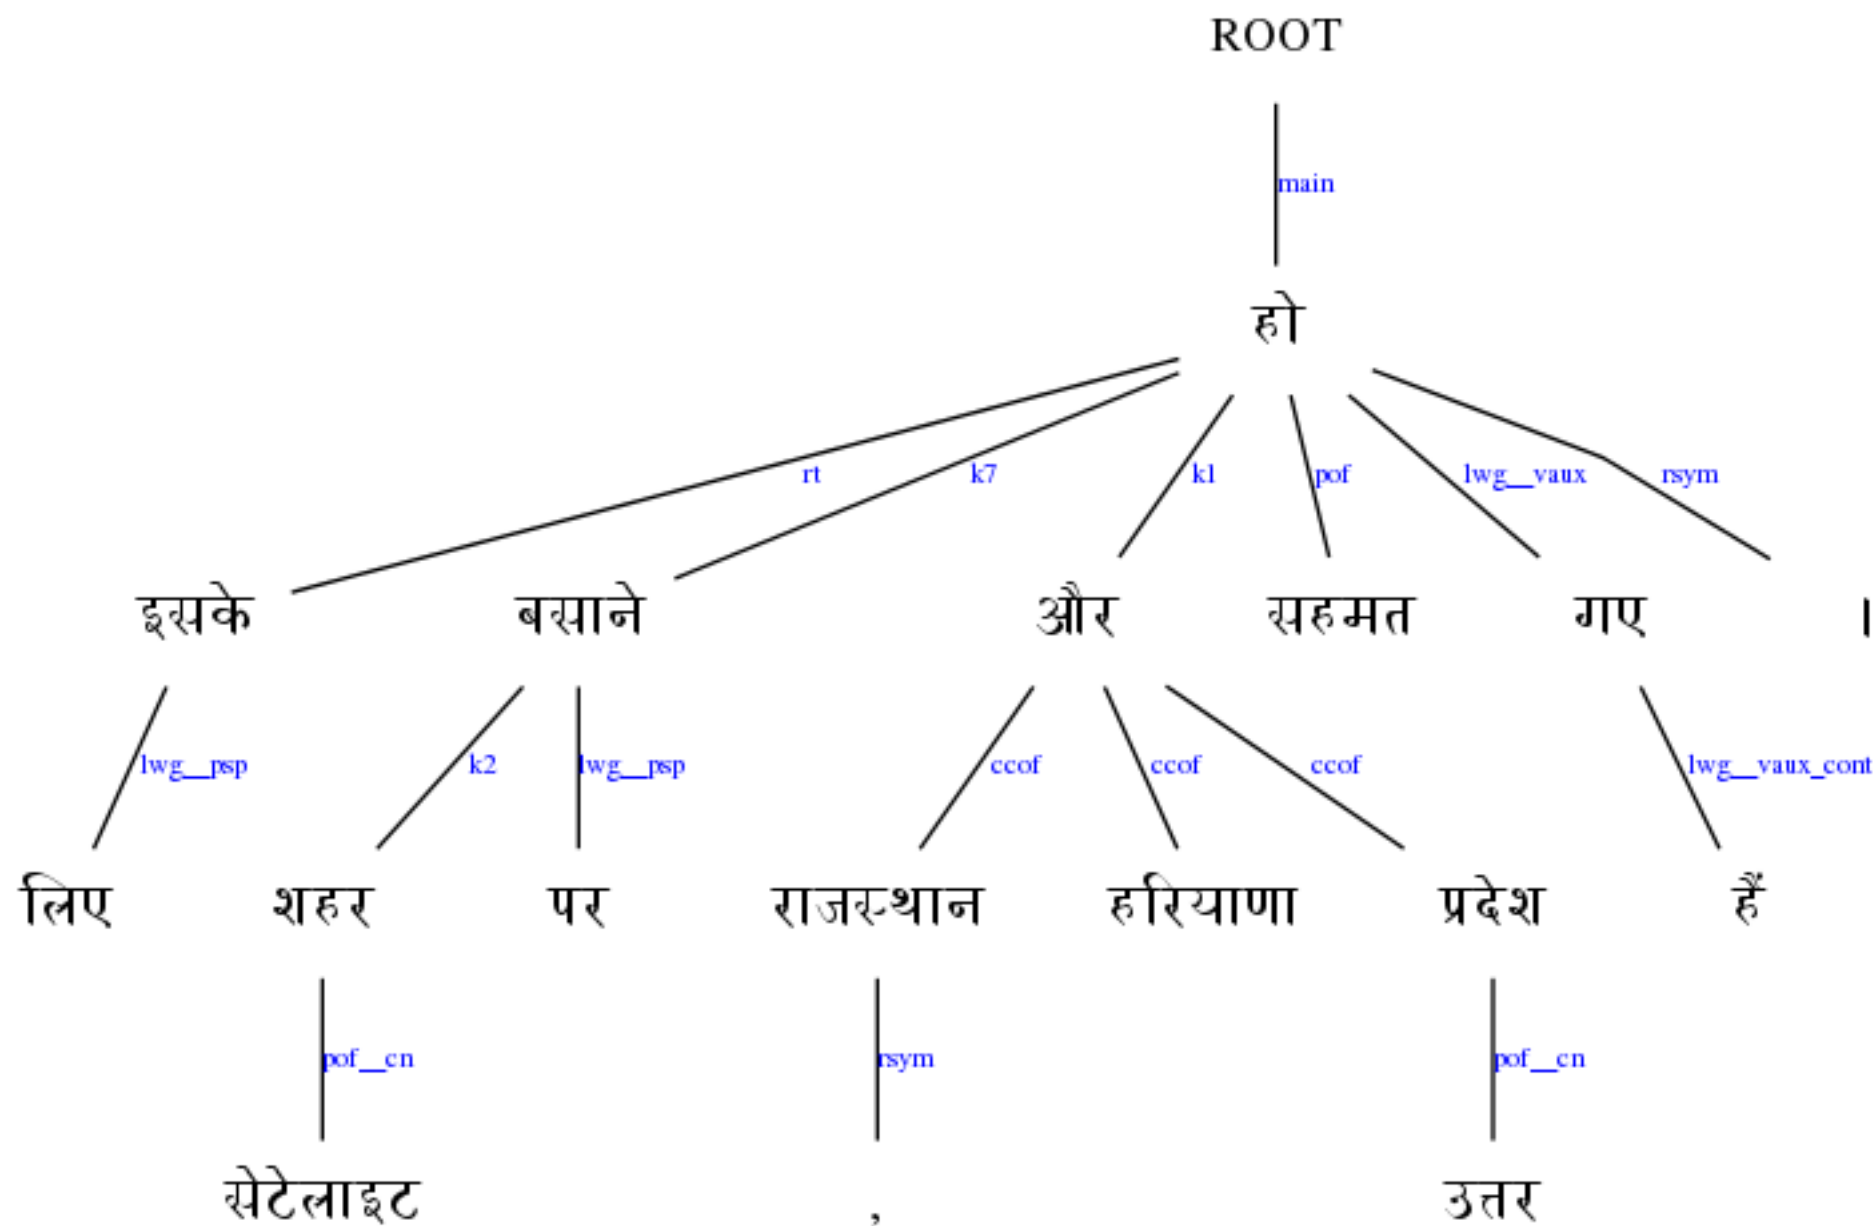 ROOT
main
हो
rt k7 k1 pof lwg__vaux rsym
इसके बसाने और सहमत गए ।
lwg__psp k2 lwg__psp ccof ccof ccof lwg__vaux_cont
लिए शहर पर राजस्थान हरियाणा प्रदेश हैं
pof__cn rsym pof__cn
सेटेलाइट , उत्तर